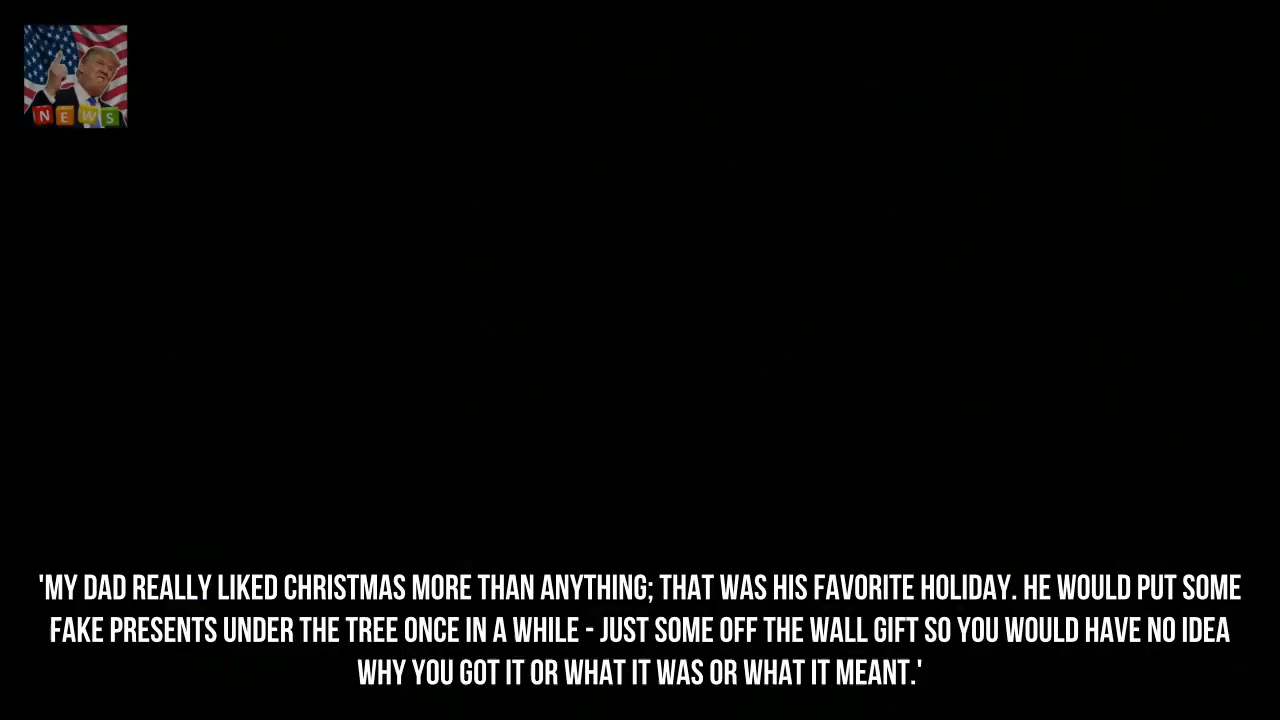 NEWS
'MY DAD REALLY LIKED CHRISTMAS MORE THAN ANYTHING; THAT WAS HIS FAVORITE HOLIDAY. HE WOULD PUT SOME
FAKE PRESENTS UNDER THE TREE ONCE IN A WHILE - JUST SOME OFF THE WALL GIFT SO YOU WOULD HAVE NO IDEA
WHY YOU GOT IT OR WHAT IT WAS OR WHAT IT MEANT.'